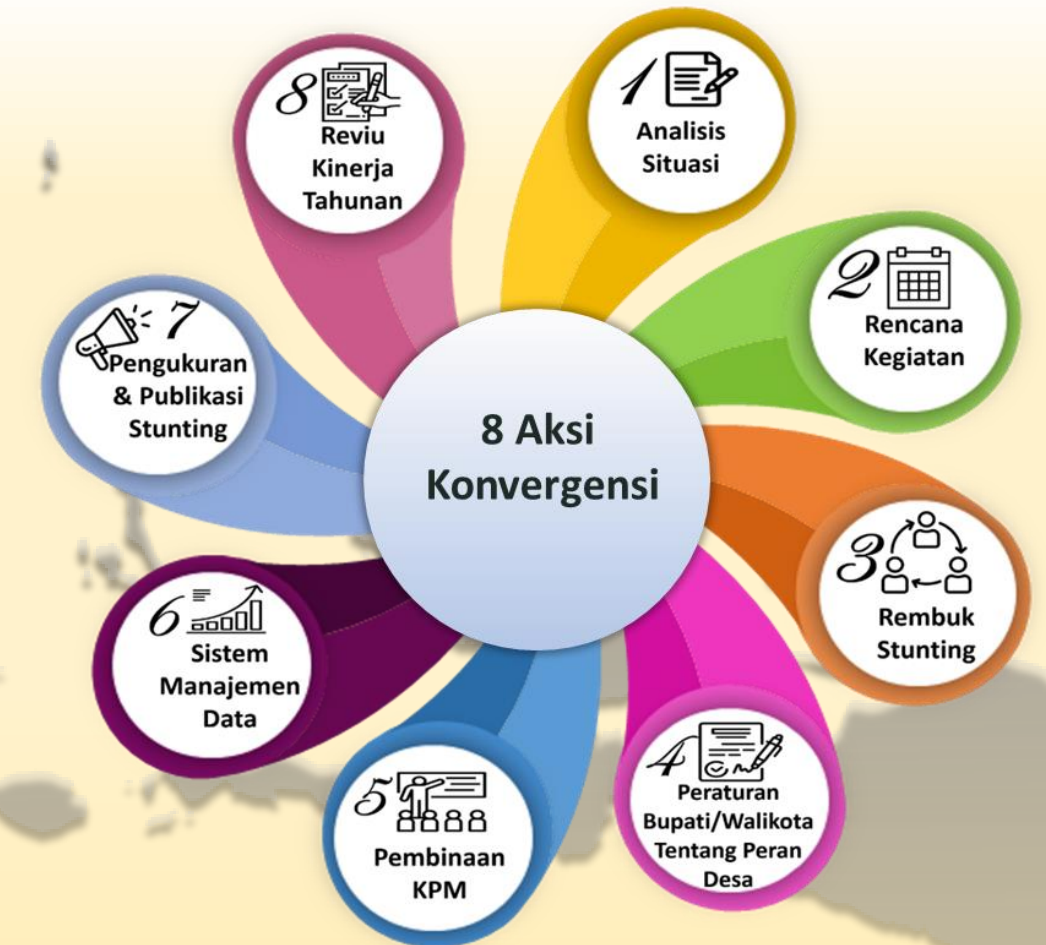 8 Aksi
Konvergensi
1
Analisis
Situasi
2
Rencana
Kegiatan
3
Rembuk
Stunting
4
Peraturan
Bupati/Walikota
Tentang Peran
Desa
5
Pembinaan
KPM
6
Sistem
Manajemen
Data
7
Pengukuran
& Publikasi
Stunting
8
Reviu
Kinerja
Tahunan